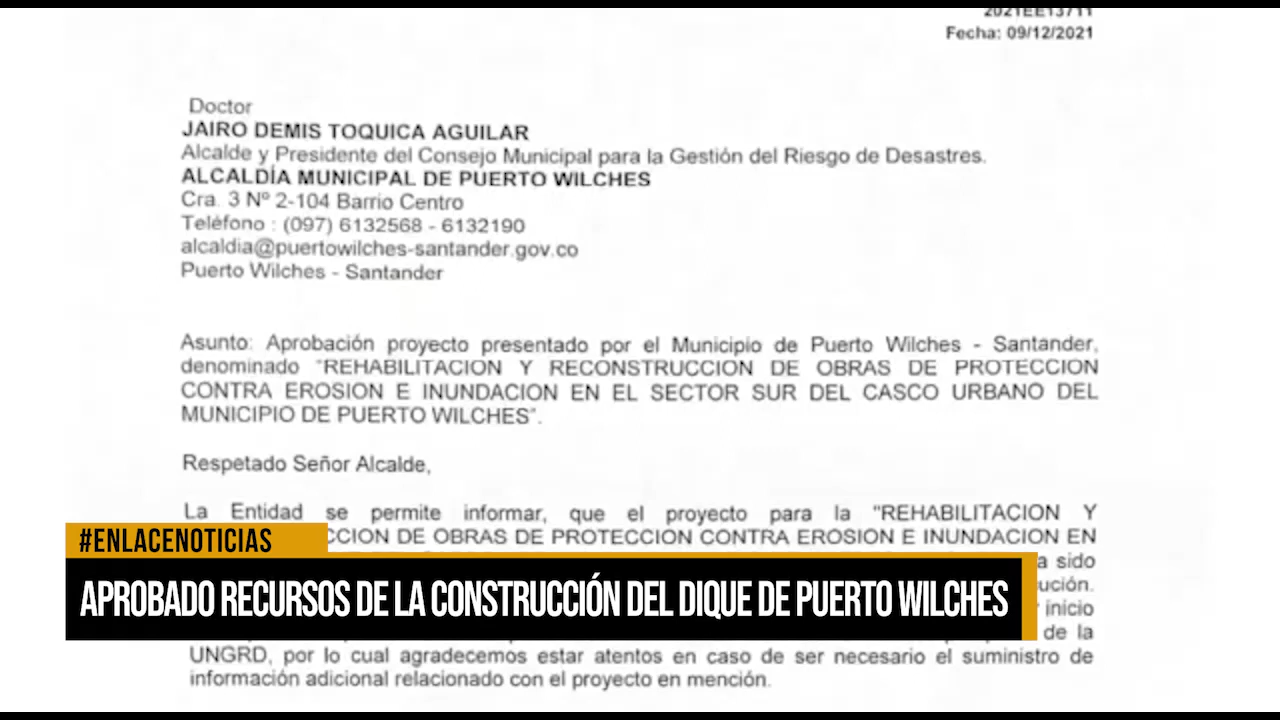 2021EE13711
Fecha: 09/12/2021
Doctor
JAIRO DEMIS TOQUICA AGUILAR
Alcalde y Presidente del Consejo Municipal para la Gestión del Riesgo de Desastres.
ALCALDÍA MUNICIPAL DE PUERTO WILCHES
Cra. 3 Nº 2-104 Barrio Centro
Teléfono : (097) 6132568 - 6132190
alcaldia@puertowilches-santander.gov.co
Puerto Wilches - Santander
Asunto: Aprobación proyecto presentado por el Municipio de Puerto Wilches - Santander,
denominado "REHABILITACION Y RECONSTRUCCION DE OBRAS DE PROTECCION
CONTRA EROSION E INUNDACION EN EL SECTOR SUR DEL CASCO URBANO DEL
MUNICIPIO DE PUERTO WILCHES".
Respetado Señor Alcalde,
La Entidad se permite informar, que el proyecto para la "REHABILITACION Y
CCION DE OBRAS DE PROTECCION CONTRA EROSION E INUNDACION EN
a sido
ución.
inicio
de la
UNGRD, por lo cual agradecemos estar atentos en caso de ser necesario el suministro de
información adicional relacionado con el proyecto en mención.
#ENLACENOTICIAS
APROBADO RECURSOS DE LA CONSTRUCCIÓN DEL DIQUE DE PUERTO WILCHES